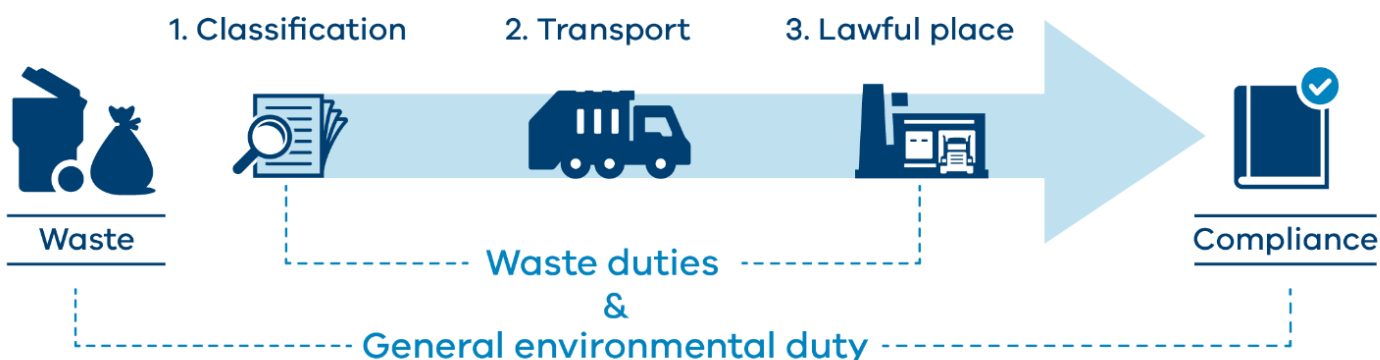 1. Classification
2. Transport
3. Lawful place
Waste
Compliance
Waste duties
&
General environmental duty